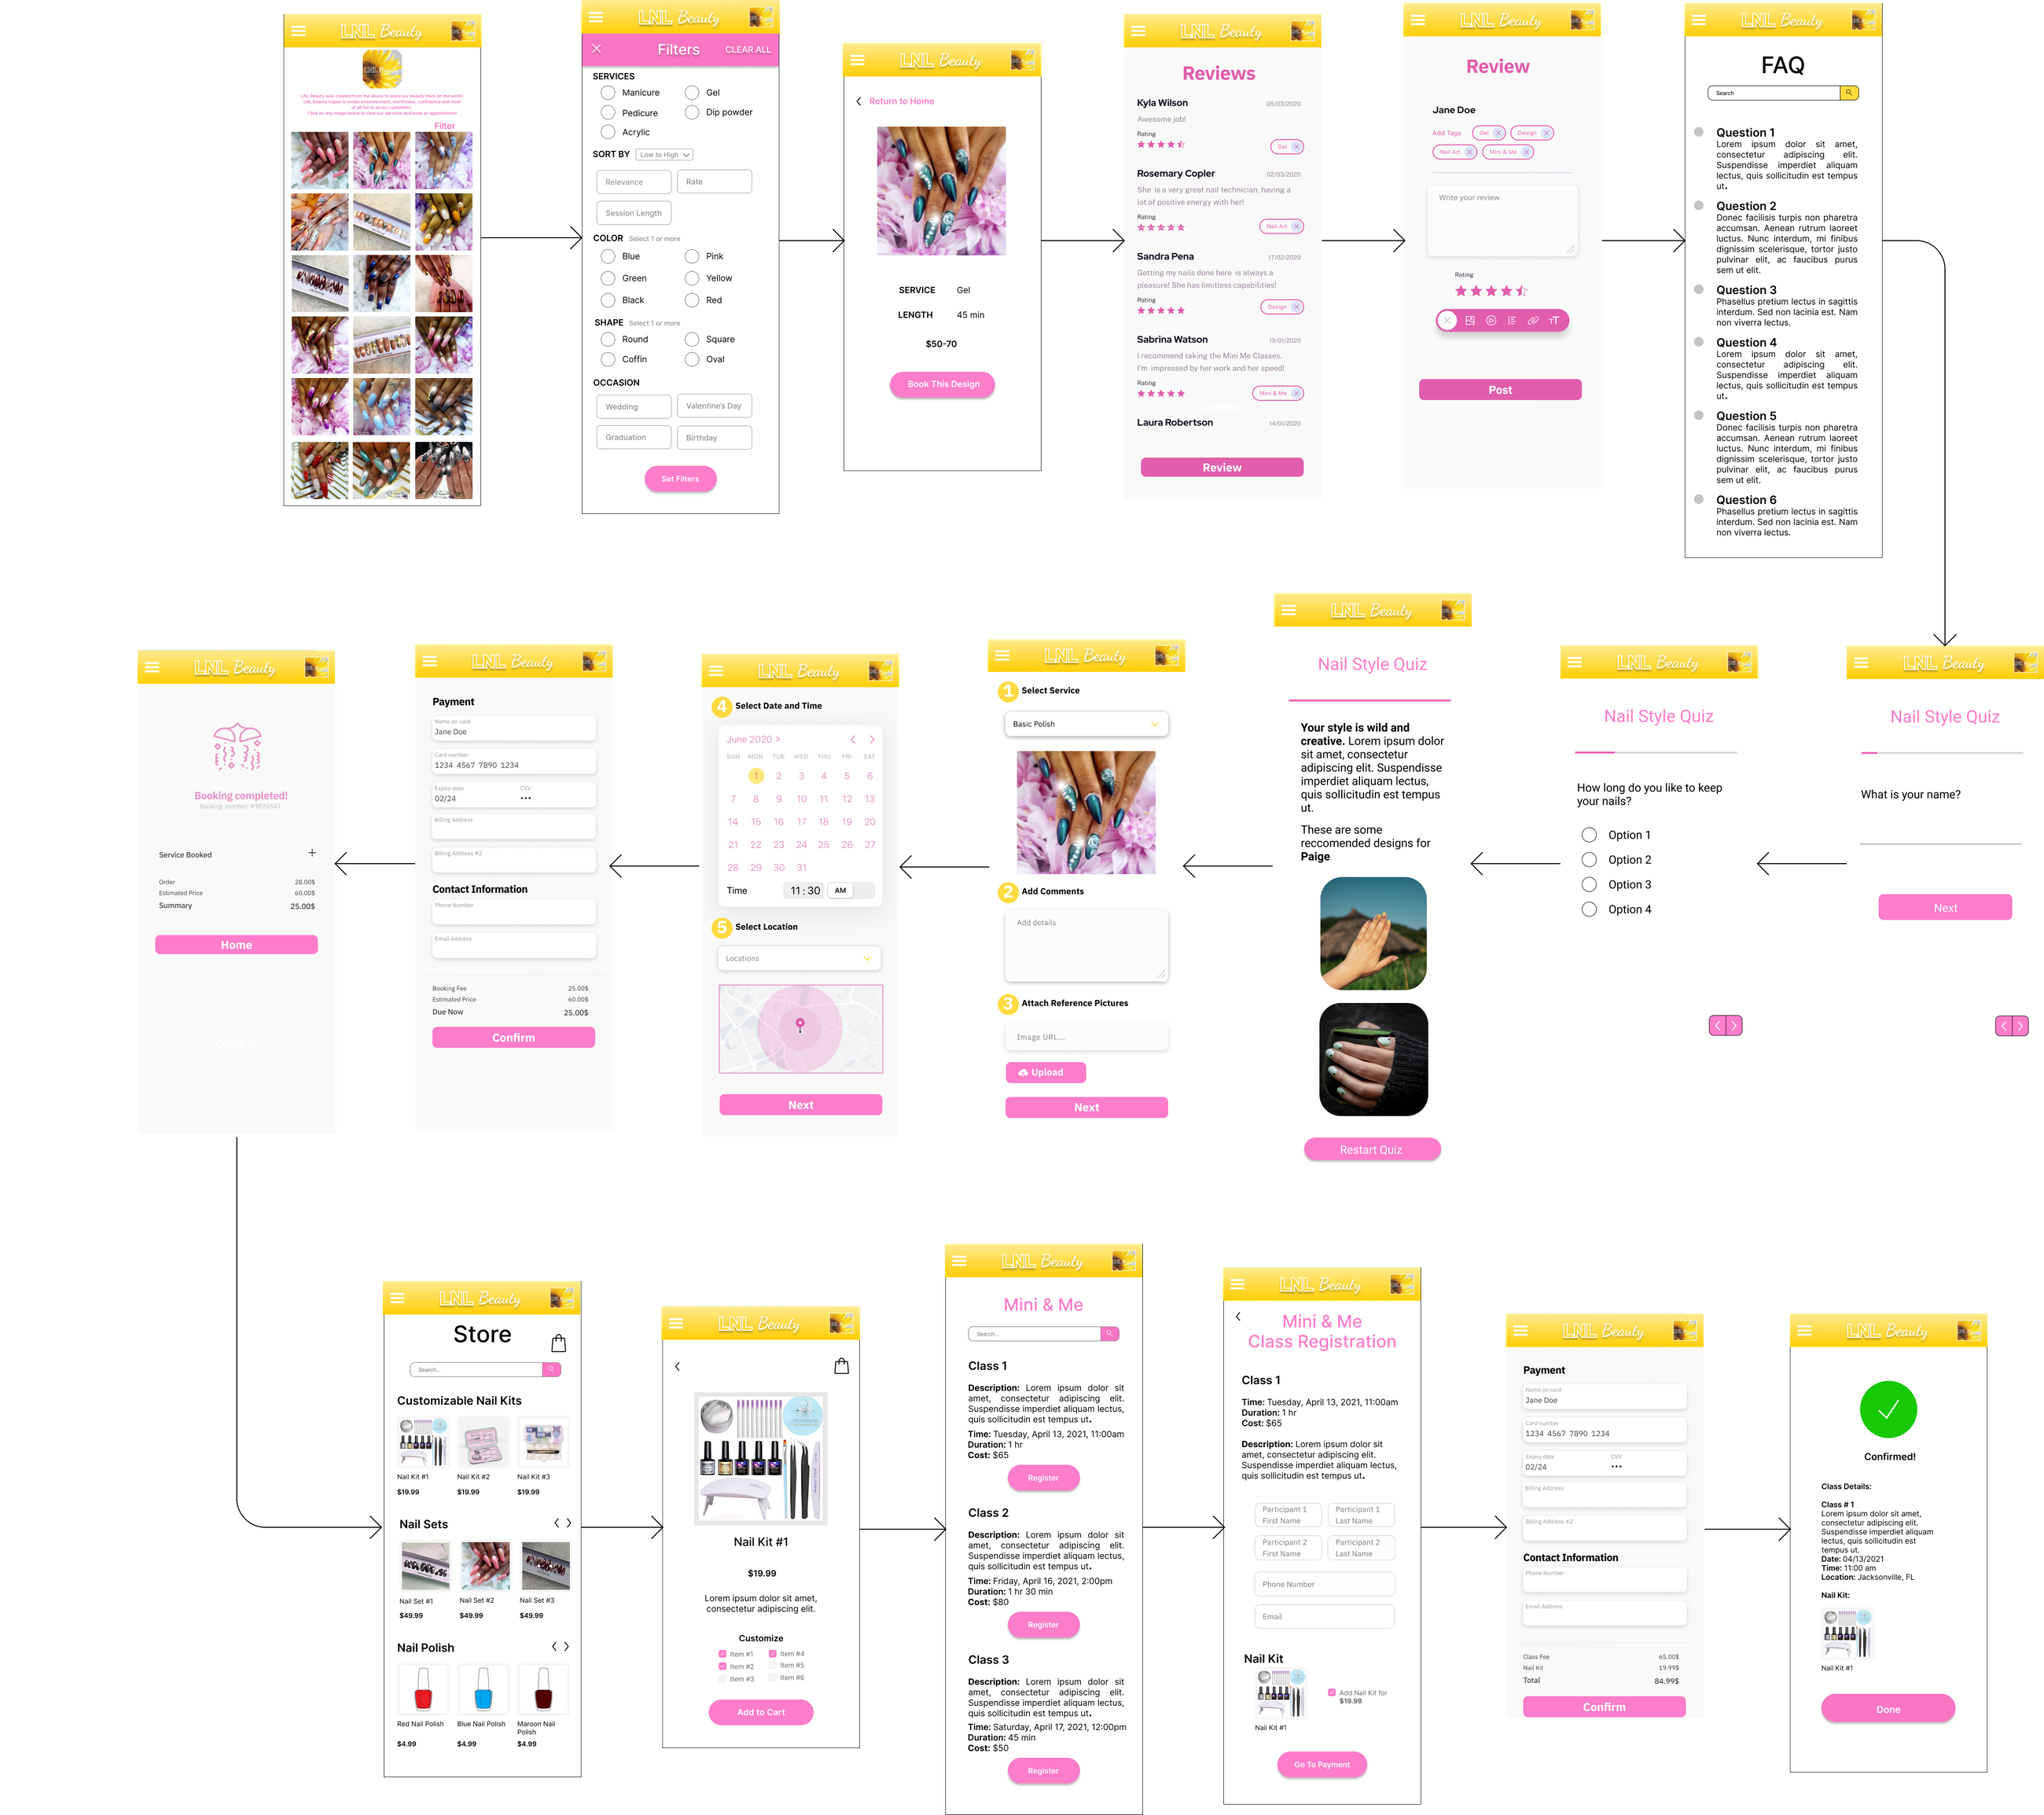 LNL Beauty
LNL Beauty was created from the desire to leave our beauty mark on the world.
LNL Beauty hopes to evoke empowerment, worthiness, confidence and most
of all fun in all our customers.
Click on any image below to view our services and book an appointment!
Filter
LNL Beauty
Filters CLEAR ALL
SERVICES
Manicure Gel
Pedicure Dip powder
Acrylic
SORT BY Low to High
Relevance Rate
Session Length
COLOR Select 1 or more
Blue Pink
Green Yellow
Black Red
SHAPE Select 1 or more
Round Square
Coffin Oval
OCCASION
Wedding Valentine's Day
Graduation Birthday
Set Filters
LNL Beauty
Return to Home
SERVICE Gel
LENGTH 45 min
$50-70
Book This Design
LNL Beauty
Reviews
Kyla Wilson 05/03/2020
Awesome job!
Rating
Gel
Rosemary Copler 02/03/2020
She is a very great nail technician, having a
lot of positive energy with her!
Rating
Nail Art
Sandra Pena 17/02/2020
Getting my nails done here is always a
pleasure! She has limitless capabilities!
Rating
Design
Sabrina Watson 19/01/2020
I recommend taking the Mini Me Classes.
I'm impressed by her work and her speed!
Rating
Mini & Me
Confirm
Laura Robertson 14/01/2020
Review
LNL Beauty
Review
Jane Doe
Add Tags Gel Design
Nail Art Mini & Me
Write your review
Rating
Post
LNL Beauty
FAQ
Search
Question 1
Lorem ipsum dolor sit amet,
consectetur adipiscing elit.
Suspendisse imperdiet aliquam
lectus, quis sollicitudin est tempus
ut.
Question 2
Donec facilisis turpis non pharetra
accumsan. Aenean rutrum laoreet
luctus. Nunc interdum, mi finibus
dignissim scelerisque, tortor justo
pulvinar elit, ac faucibus purus
sem ut elit.
Question 3
Phasellus pretium lectus in sagittis
interdum. Sed non lacinia est. Nam
non viverra lectus.
Question 4
Lorem ipsum dolor sit amet,
consectetur adipiscing elit.
Suspendisse imperdiet aliquam
lectus, quis sollicitudin est tempus
ut.
Question 5
Donec facilisis turpis non pharetra
accumsan. Aenean rutrum laoreet
luctus. Nunc interdum, mi finibus
dignissim scelerisque, tortor justo
pulvinar elit, ac faucibus purus
sem ut elit.
Question 6
Phasellus pretium lectus in sagittis
interdum. Sed non lacinia est. Nam
non viverra lectus.
LNL Beauty
Nail Style Quiz
What is your name?
Next
LNL Beauty
Nail Style Quiz
How long do you like to keep
your nails?
Option 1
Option 2
Option 3
Option 4
LNL Beauty
Nail Style Quiz
Your style is wild and
creative. Lorem ipsum dolor
sit amet, consectetur
adipiscing elit. Suspendisse
imperdiet aliquam lectus,
quis sollicitudin est tempus
ut.
These are some
reccomended designs for
Paige
Restart Quiz
LNL Beauty
1 Select Service
Basic Polish
2 Add Comments
Add details
3 Attach Reference Pictures
Image URL...
Upload
Next
LNL Beauty
4 Select Date and Time
June 2020
SUN MON TUE WED THU FRI SAT
1 2 3 4 5 6
7 8 9 10 11 12 13
14 15 16 17 18 19 20
21 22 23 24 25 26 27
28 29 30 31
Time 11 : 30 AM
5 Select Location
Locations
Next
LNL Beauty
Payment
Name on card
Jane Doe
Card number
1234 4567 7890 1234
Expiry date CVV
02/24 •••
Billing Address
Billing Address #2
Contact Information
Phone Number
Email Address
Booking Fee 25.00$
Estimated Price 60.00$
Due Now 25.00$
Confirm
LNL Beauty
Booking completed!
Booking number: #9876543
Service Booked
Order 28.00$
Estimated Price 60.00$
Summary 25.00$
Home
Confirm
LNL Beauty
Store
Search...
Customizable Nail Kits
Nail Kit #1 Nail Kit #2 Nail Kit #3
$19.99 $19.99 $19.99
Nail Sets
Nail Set #1 Nail Set #2 Nail Set #3
$49.99 $49.99 $49.99
Nail Polish
Red Nail Polish Blue Nail Polish Maroon Nail
Polish
$4.99 $4.99 $4.99
LNL Beauty
Nail Kit #1
$19.99
Lorem ipsum dolor sit amet,
consectetur adipiscing elit.
Customize
Item #1 Item #4
Item #2 Item #5
Item #3 Item #6
Add to Cart
LNL Beauty
Mini & Me
Search...
Class 1
Description: Lorem ipsum dolor sit
amet, consectetur adipiscing elit.
Suspendisse imperdiet aliquam lectus,
quis sollicitudin est tempus ut.
Time: Tuesday, April 13, 2021, 11:00am
Duration: 1 hr
Cost: $65
Register
Class 2
Description: Lorem ipsum dolor sit
amet, consectetur adipiscing elit.
Suspendisse imperdiet aliquam lectus,
quis sollicitudin est tempus ut.
Time: Friday, April 16, 2021, 2:00pm
Duration: 1 hr 30 min
Cost: $80
Register
Class 3
Description: Lorem ipsum dolor sit
amet, consectetur adipiscing elit.
Suspendisse imperdiet aliquam lectus,
quis sollicitudin est tempus ut.
Time: Saturday, April 17, 2021, 12:00pm
Duration: 45 min
Cost: $50
Register
LNL Beauty
Mini & Me
Class Registration
Class 1
Time: Tuesday, April 13, 2021, 11:00am
Duration: 1 hr
Cost: $65
Description: Lorem ipsum dolor sit
amet, consectetur adipiscing elit.
Suspendisse imperdiet aliquam lectus,
quis sollicitudin est tempus ut.
Participant 1 Participant 1
First Name Last Name
Participant 2 Participant 2
First Name Last Name
Phone Number
Email
Nail Kit
Add Nail Kit for
$19.99
Nail Kit #1
Go To Payment
LNL Beauty
Payment
Name on card
Jane Doe
Card number
1234 4567 7890 1234
Expiry date CVV
02/24 •••
Billing Address
Billing Address #2
Contact Information
Phone Number
Email Address
Class Fee 65.00$
Nail Kit 19.99$
Total 84.99$
Confirm
LNL Beauty
Confirmed!
Class Details:
Class # 1
Lorem ipsum dolor sit amet,
consectetur adipiscing elit.
Suspendisse imperdiet aliquam
lectus, quis sollicitudin est
tempus ut.
Date: 04/13/2021
Time: 11:00 am
Location: Jacksonville, FL
Nail Kit:
Nail Kit #1
Done